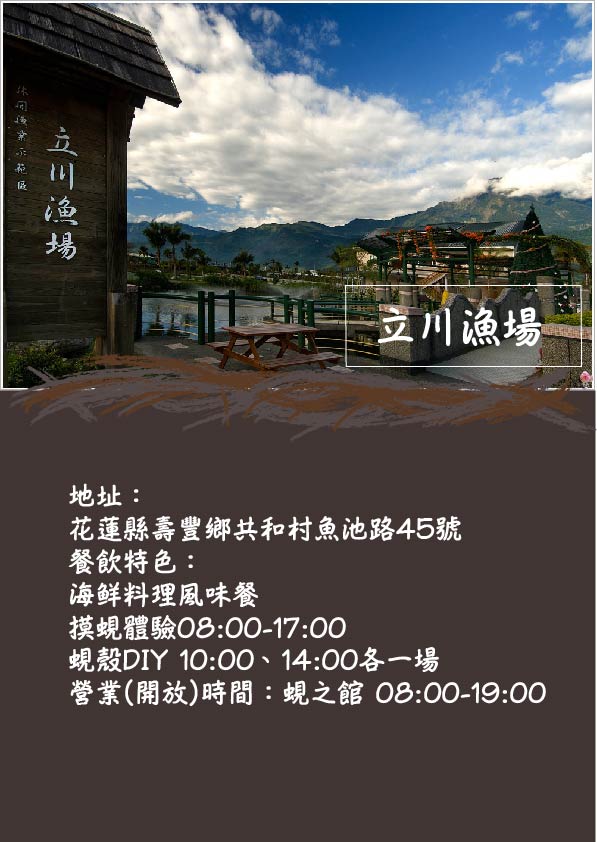 休閒漁業示範區
立川漁場
立川漁場
地址：
花蓮縣壽豐鄉共和村魚池路45號
餐飲特色：
海鮮料理風味餐
摸蜆體驗08:00-17:00
蜆殼DIY 10:00、14:00各一場
營業(開放)時間：蜆之館 08:00-19:00